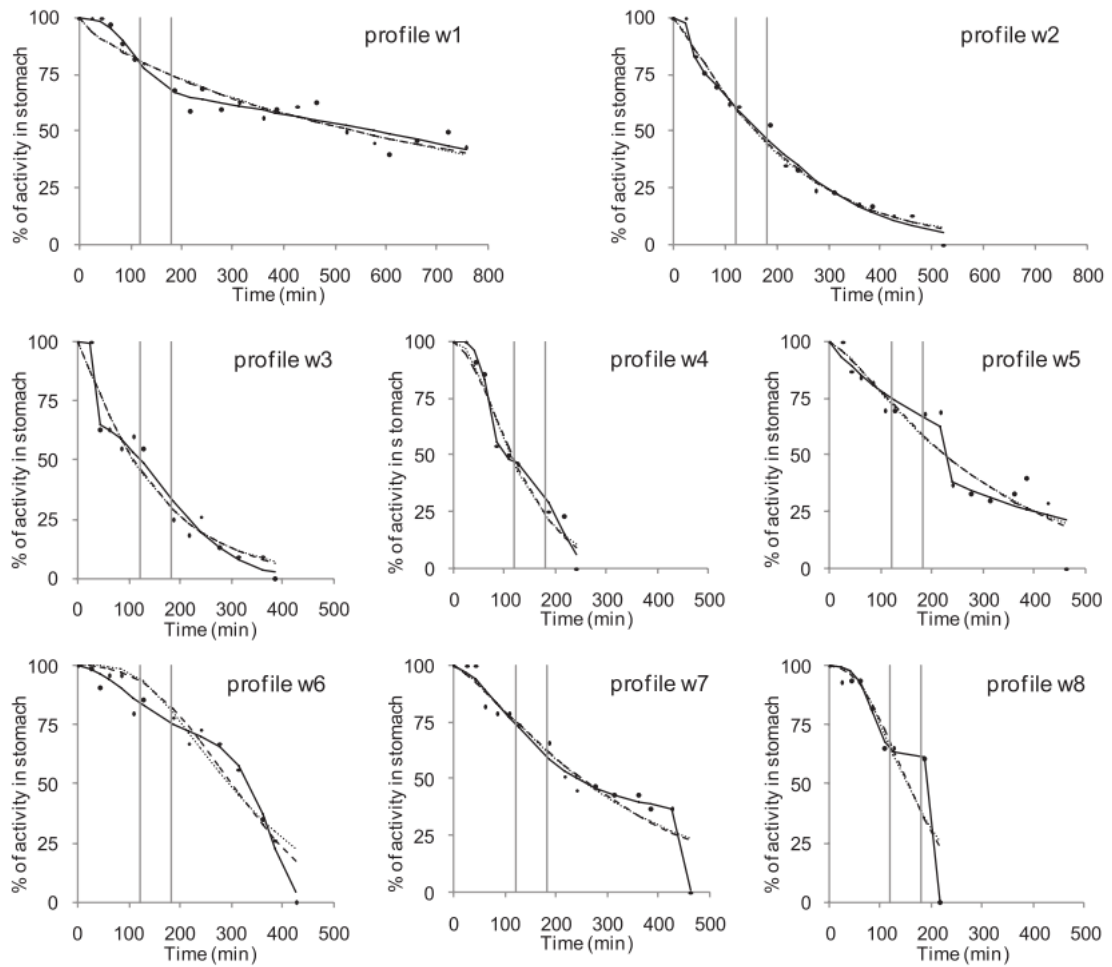 profile w1
% of activity in stomach
100
75
50
25
0
0 100 200 300 400 500 600 700 800
Time (min)
profile w2
% of activity in stomach
100
75
50
25
0
0 100 200 300 400 500 600 700 800
Time (min)
profile w3
% of activity in stomach
100
75
50
25
0
0 100 200 300 400 500
Time (min)
profile w4
% of activity in s tomach
100
75
50
25
0
0 100 200 300 400 500
Time (min)
profile w5
% of activity in stomach
100
75
50
25
0
0 100 200 300 400 500
Time (min)
profile w6
% of activity in stomach
100
75
50
25
0
0 100 200 300 400 500
Time (min)
profile w7
% of activity in stomach
100
75
50
25
0
0 100 200 300 400 500
Time (min)
profile w8
% of activity in stomach
100
75
50
25
0
0 100 200 300 400 500
Time (min)